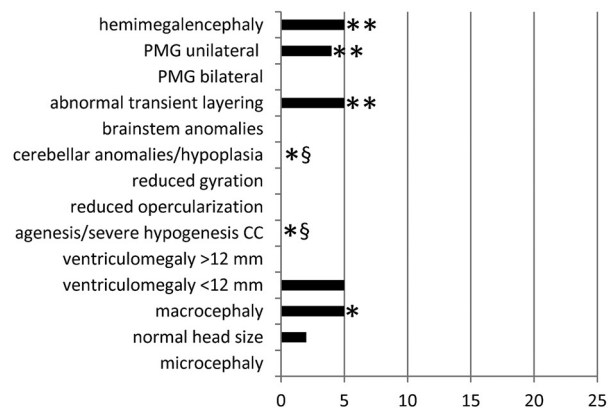 hemimegalencephaly **
PMG unilateral **
PMG bilateral
abnormal transient layering **
brainstem anomalies
cerebellar anomalies/hypoplasia *§
reduced gyration
reduced opercularization
agenesis/severe hypogenesis CC *§
ventriculomegaly >12 mm
ventriculomegaly <12 mm
macrocephaly *
normal head size
microcephaly
0 5 10 15 20 25